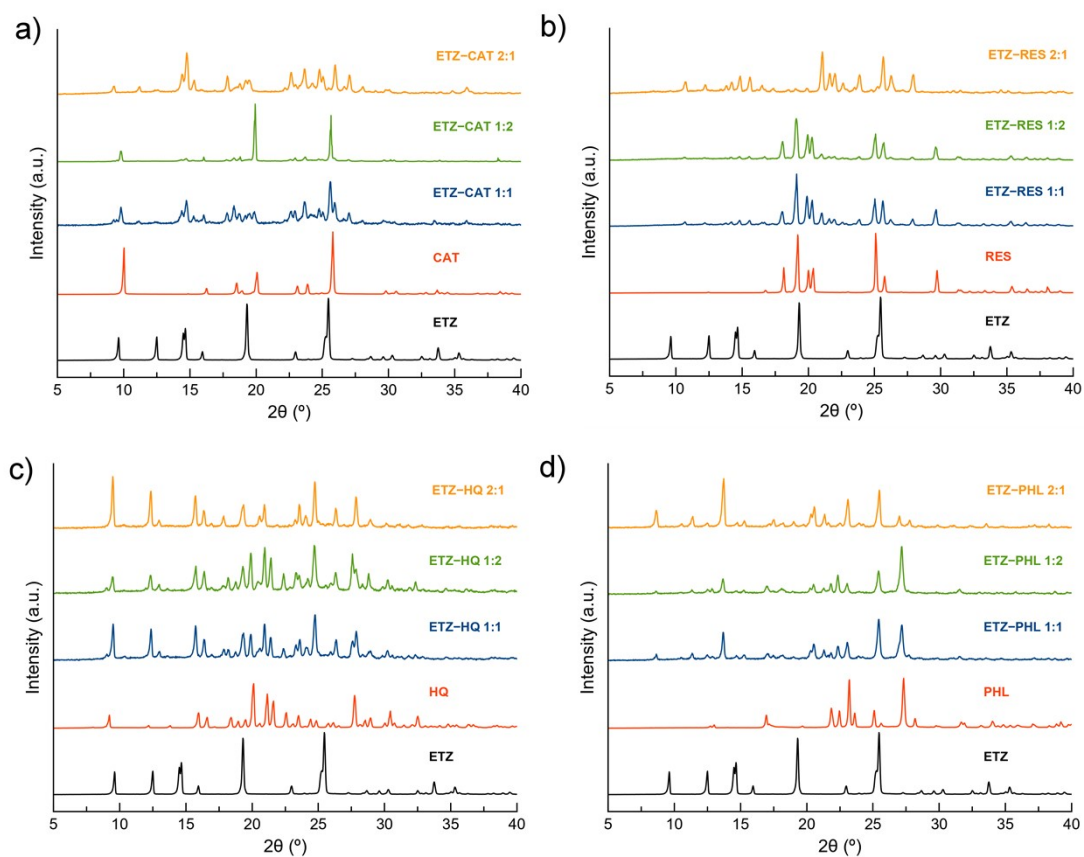 a)
ETZ–CAT 2:1
ETZ–CAT 1:2
ETZ–CAT 1:1
CAT
ETZ
Intensity (a.u.)
5 10 15 20 25 30 35 40
2θ (º)
b)
ETZ–RES 2:1
ETZ–RES 1:2
ETZ–RES 1:1
RES
ETZ
Intensity (a.u.)
5 10 15 20 25 30 35 40
2θ (º)
c)
ETZ–HQ 2:1
ETZ–HQ 1:2
ETZ–HQ 1:1
HQ
ETZ
Intensity (a.u.)
5 10 15 20 25 30 35 40
2θ (º)
d)
ETZ–PHL 2:1
ETZ–PHL 1:2
ETZ–PHL 1:1
PHL
ETZ
Intensity (a.u.)
5 10 15 20 25 30 35 40
2θ (º)